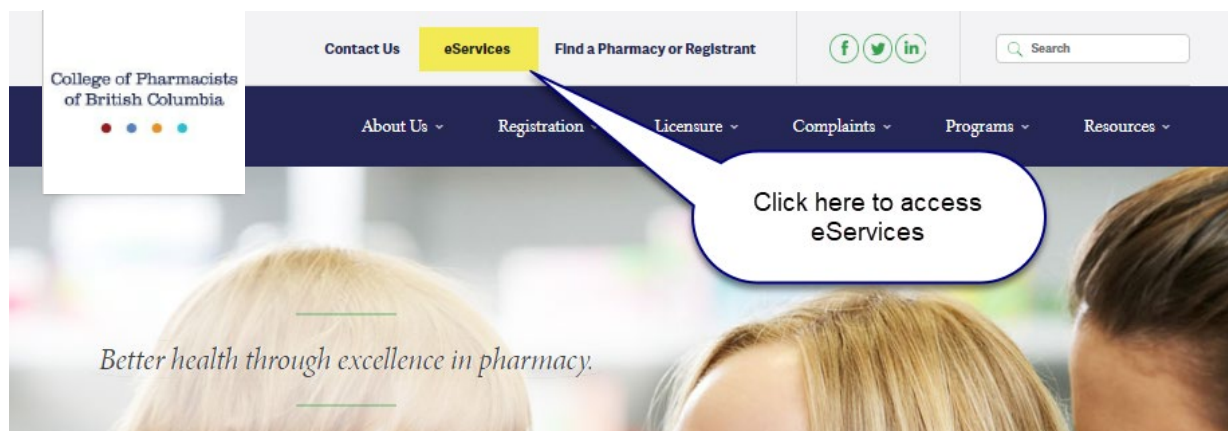 Contact Us
eServices
Find a Pharmacy or Registrant
f
in
Search
College of Pharmacists
of British Columbia
About Us
Registration
Licensure
Complaints
Programs
Resources
Click here to access
eServices
Better health through excellence in pharmacy.